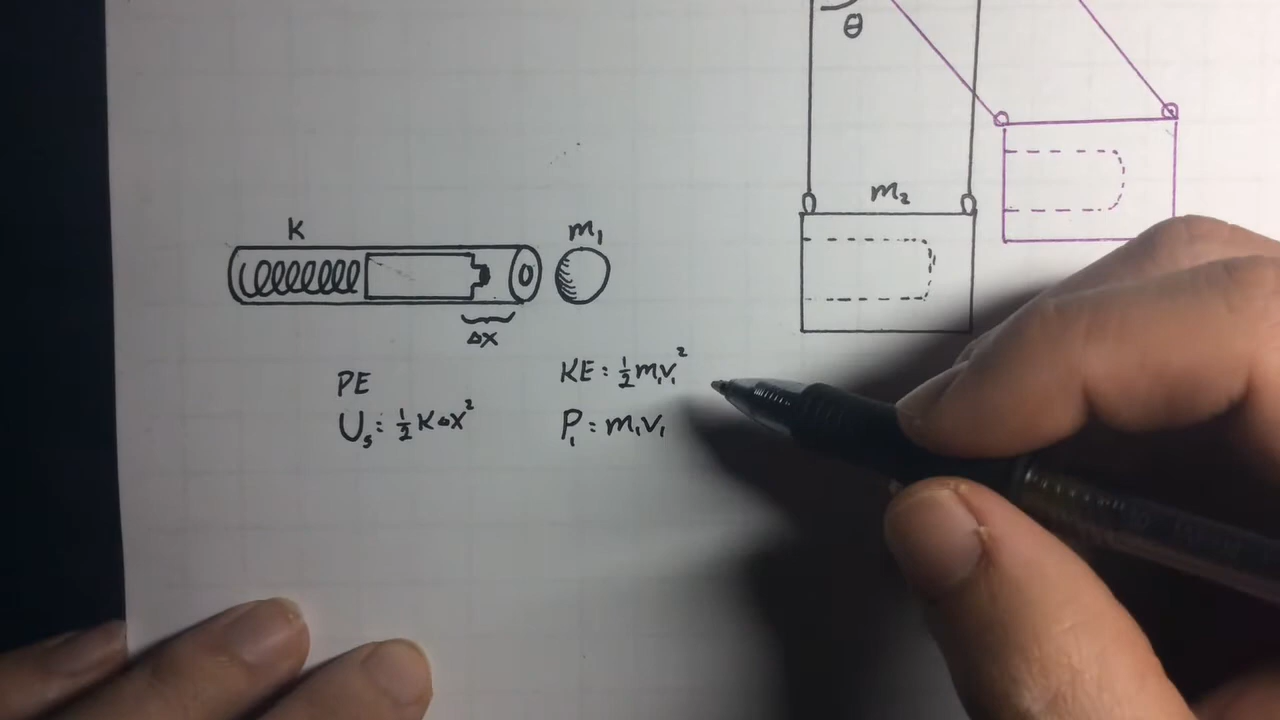 θ
m₂
K
m₁
Δx
PE
KE: ½m₁v₁²
Uₛ: ½KΔx²
P₁: m₁v₁